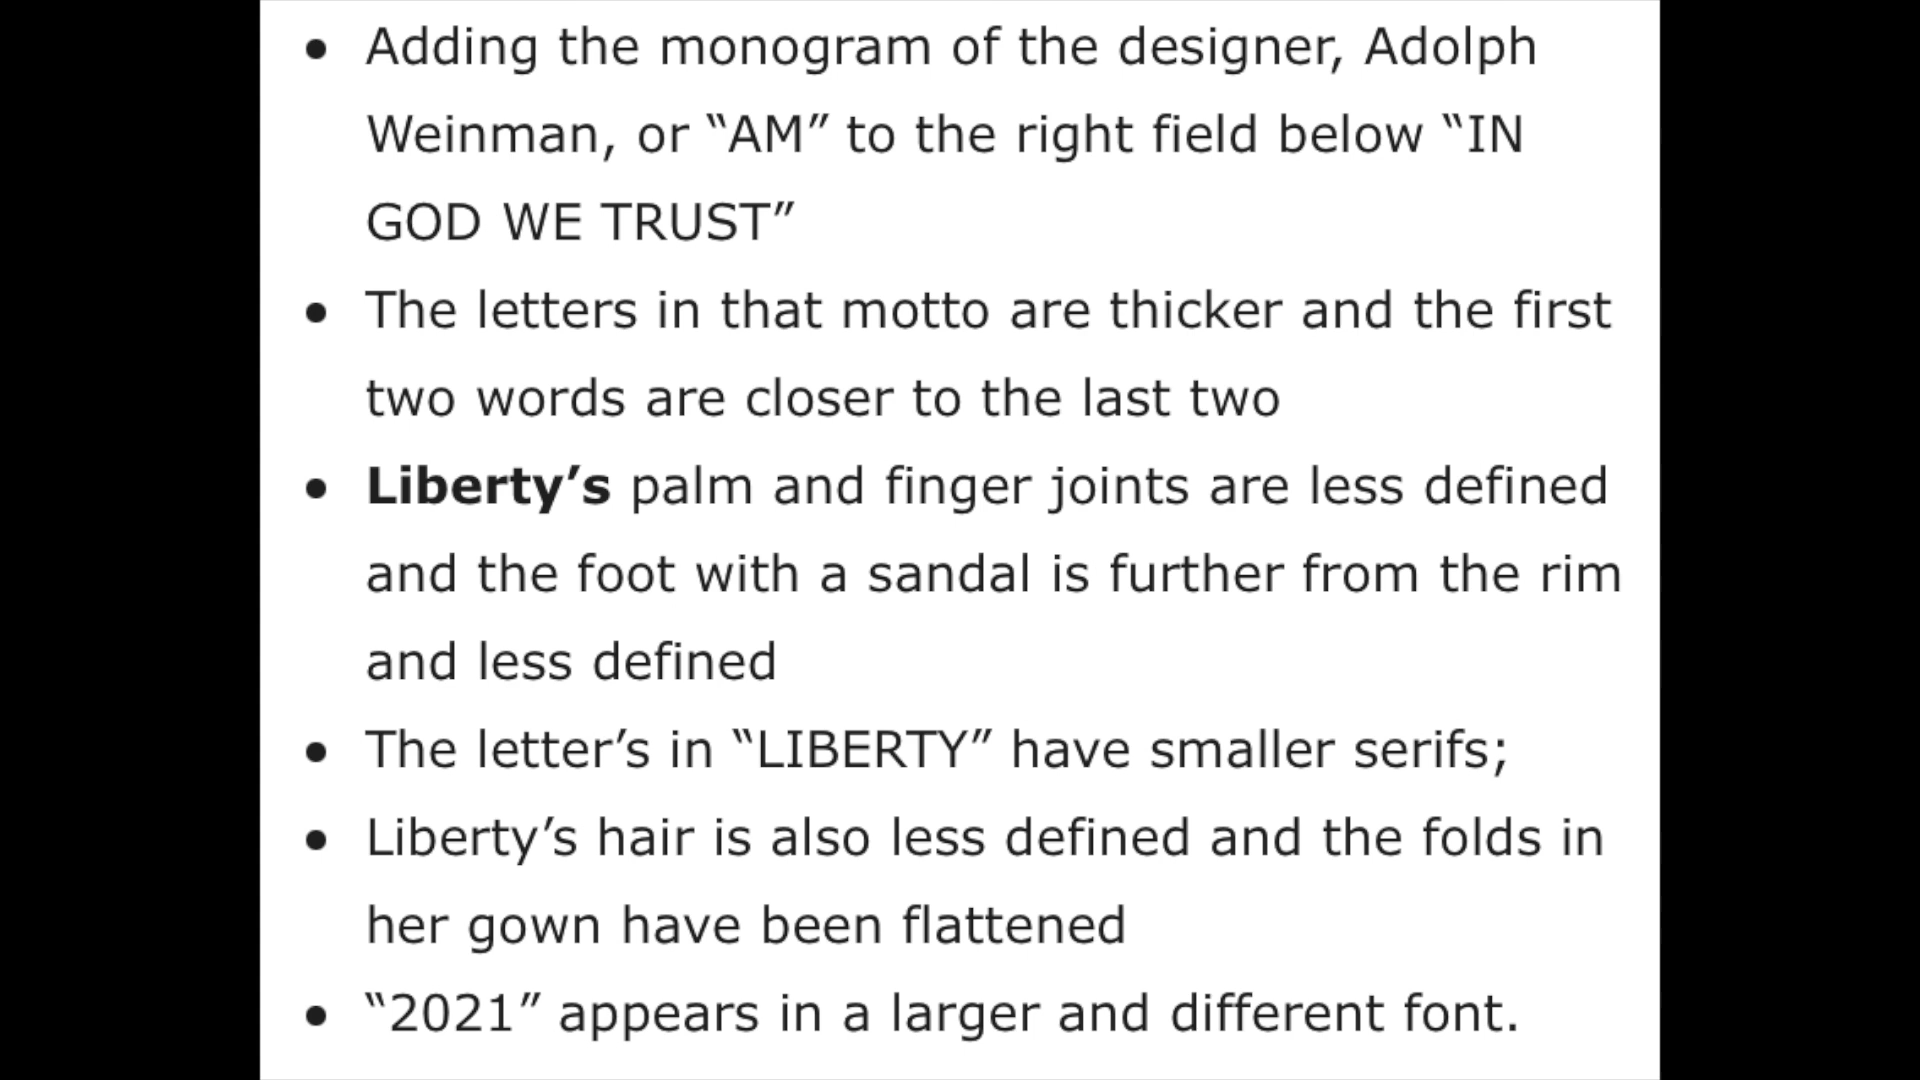 • Adding the monogram of the designer, Adolph
Weinman, or “AM” to the right field below “IN
GOD WE TRUST”
• The letters in that motto are thicker and the first
two words are closer to the last two
• Liberty’s palm and finger joints are less defined
and the foot with a sandal is further from the rim
and less defined
• The letter’s in “LIBERTY” have smaller serifs;
• Liberty’s hair is also less defined and the folds in
her gown have been flattened
• “2021” appears in a larger and different font.